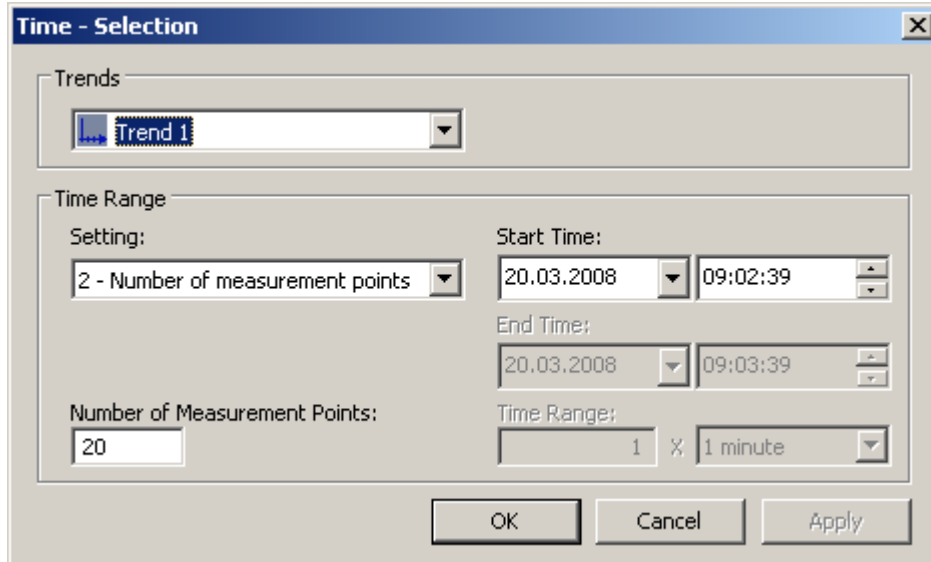 Time - Selection
Trends
Trend 1
Time Range
Setting:
2 - Number of measurement points
Start Time:
20.03.2008 09:02:39
End Time:
20.03.2008 09:03:39
Number of Measurement Points:
20
Time Range:
1 X 1 minute
OK Cancel Apply